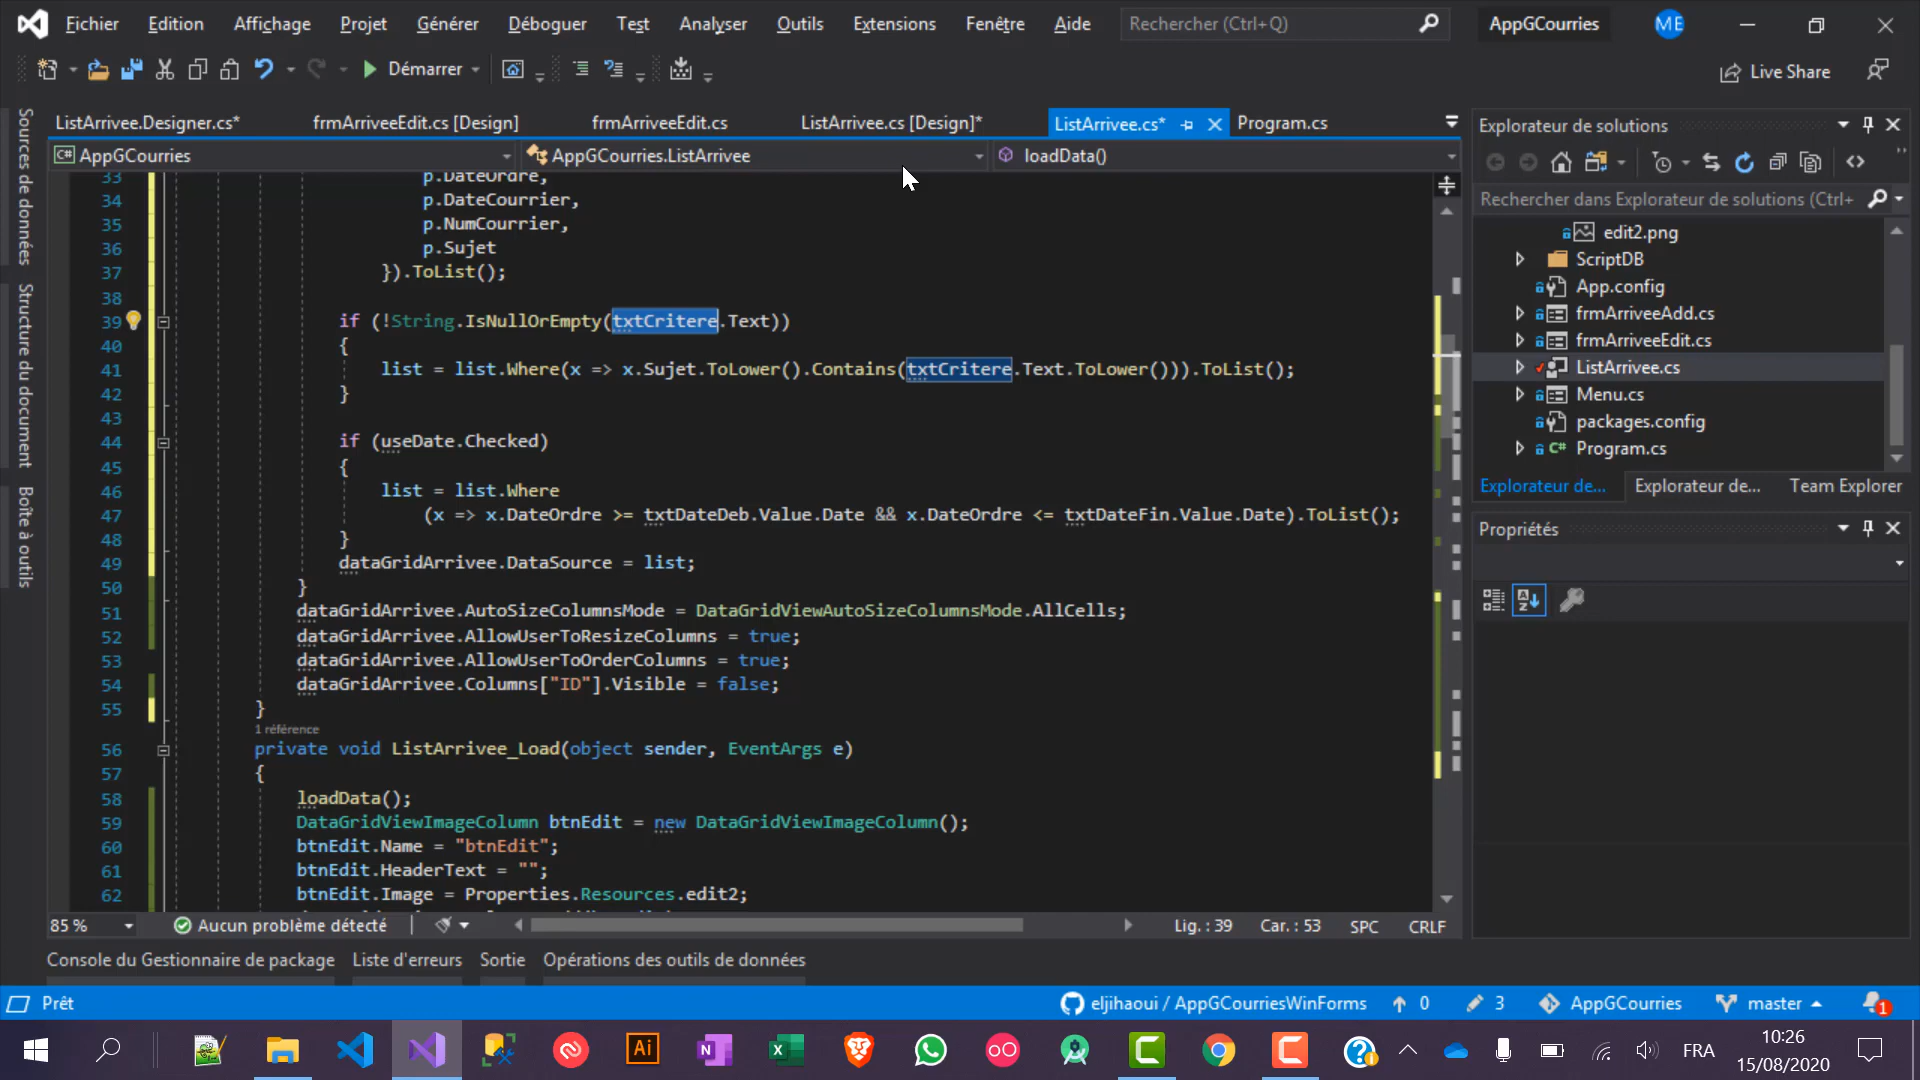 Fichier Edition Affichage Projet Générer Déboguer Test Analyser Outils Extensions Fenêtre Aide Rechercher (Ctrl+Q) AppGCourries ME
Démarrer Live Share
ListArrivee.Designer.cs* frmArriveeEdit.cs [Design] frmArriveeEdit.cs ListArrivee.cs [Design]* ListArrivee.cs* Program.cs
AppGCourries AppGCourries.ListArrivee loadData()
Sources de données
Structure du document
Boîte à outils
33 p.DateOrdre,
34 p.DateCourrier,
35 p.NumCourrier,
36 p.Sujet
37 }).ToList();
38
39 if (!String.IsNullOrEmpty(txtCritere.Text))
40 {
41 list = list.Where(x => x.Sujet.ToLower().Contains(txtCritere.Text.ToLower())).ToList();
42 }
43
44 if (useDate.Checked)
45 {
46 list = list.Where
47 (x => x.DateOrdre >= txtDateDeb.Value.Date && x.DateOrdre <= txtDateFin.Value.Date).ToList();
48 }
49 dataGridArrivee.DataSource = list;
50 }
51 dataGridArrivee.AutoSizeColumnsMode = DataGridViewAutoSizeColumnsMode.AllCells;
52 dataGridArrivee.AllowUserToResizeColumns = true;
53 dataGridArrivee.AllowUserToOrderColumns = true;
54 dataGridArrivee.Columns["ID"].Visible = false;
55 }
1 référence
56 private void ListArrivee_Load(object sender, EventArgs e)
57 {
58 loadData();
59 DataGridViewImageColumn btnEdit = new DataGridViewImageColumn();
60 btnEdit.Name = "btnEdit";
61 btnEdit.HeaderText = "";
62 btnEdit.Image = Properties.Resources.edit2;
85 % Aucun problème détecté Lig. : 39 Car. : 53 SPC CRLF
Console du Gestionnaire de package Liste d'erreurs Sortie Opérations des outils de données
Explorateur de solutions
Rechercher dans Explorateur de solutions (Ctrl+
edit2.png
ScriptDB
App.config
frmArriveeAdd.cs
frmArriveeEdit.cs
ListArrivee.cs
Menu.cs
packages.config
C# Program.cs
Explorateur de... Explorateur de... Team Explorer
Propriétés
Prêt eljihaoui / AppGCourriesWinForms 0 3 AppGCourries master 1
Ai N FRA 10:26
15/08/2020